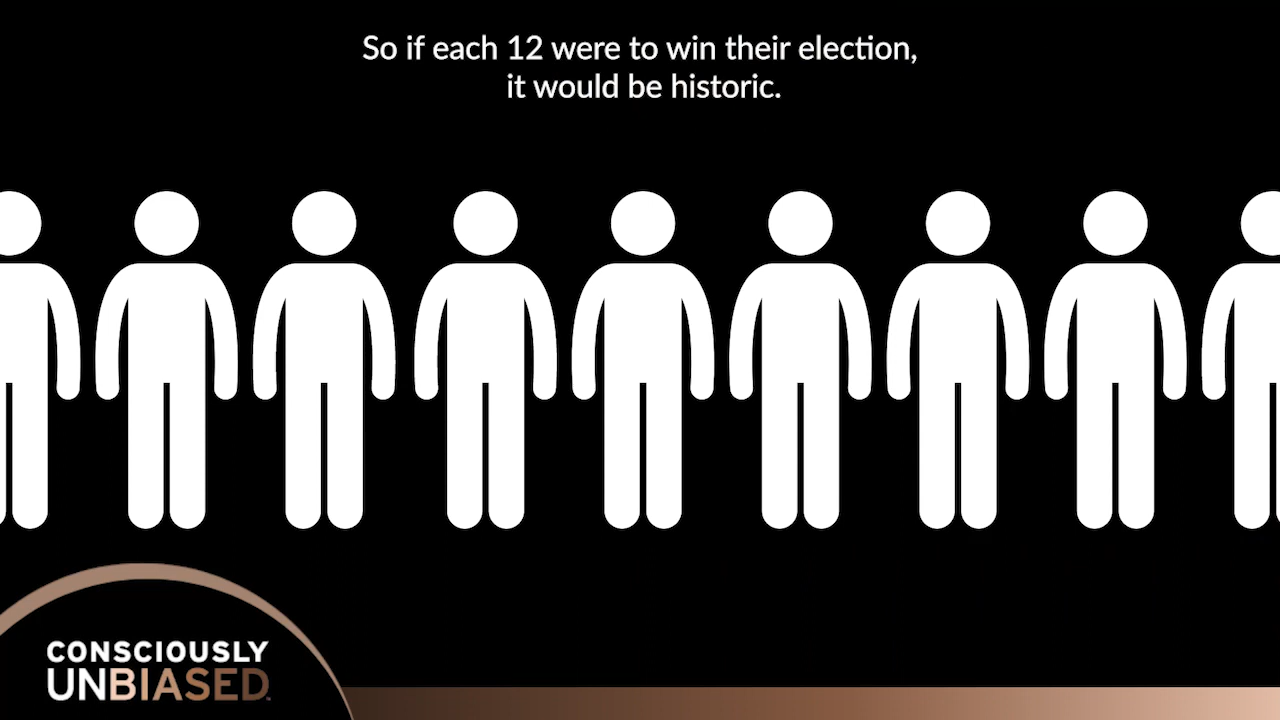 So if each 12 were to win their election,
it would be historic.
CONSCIOUSLY
UNBIASED